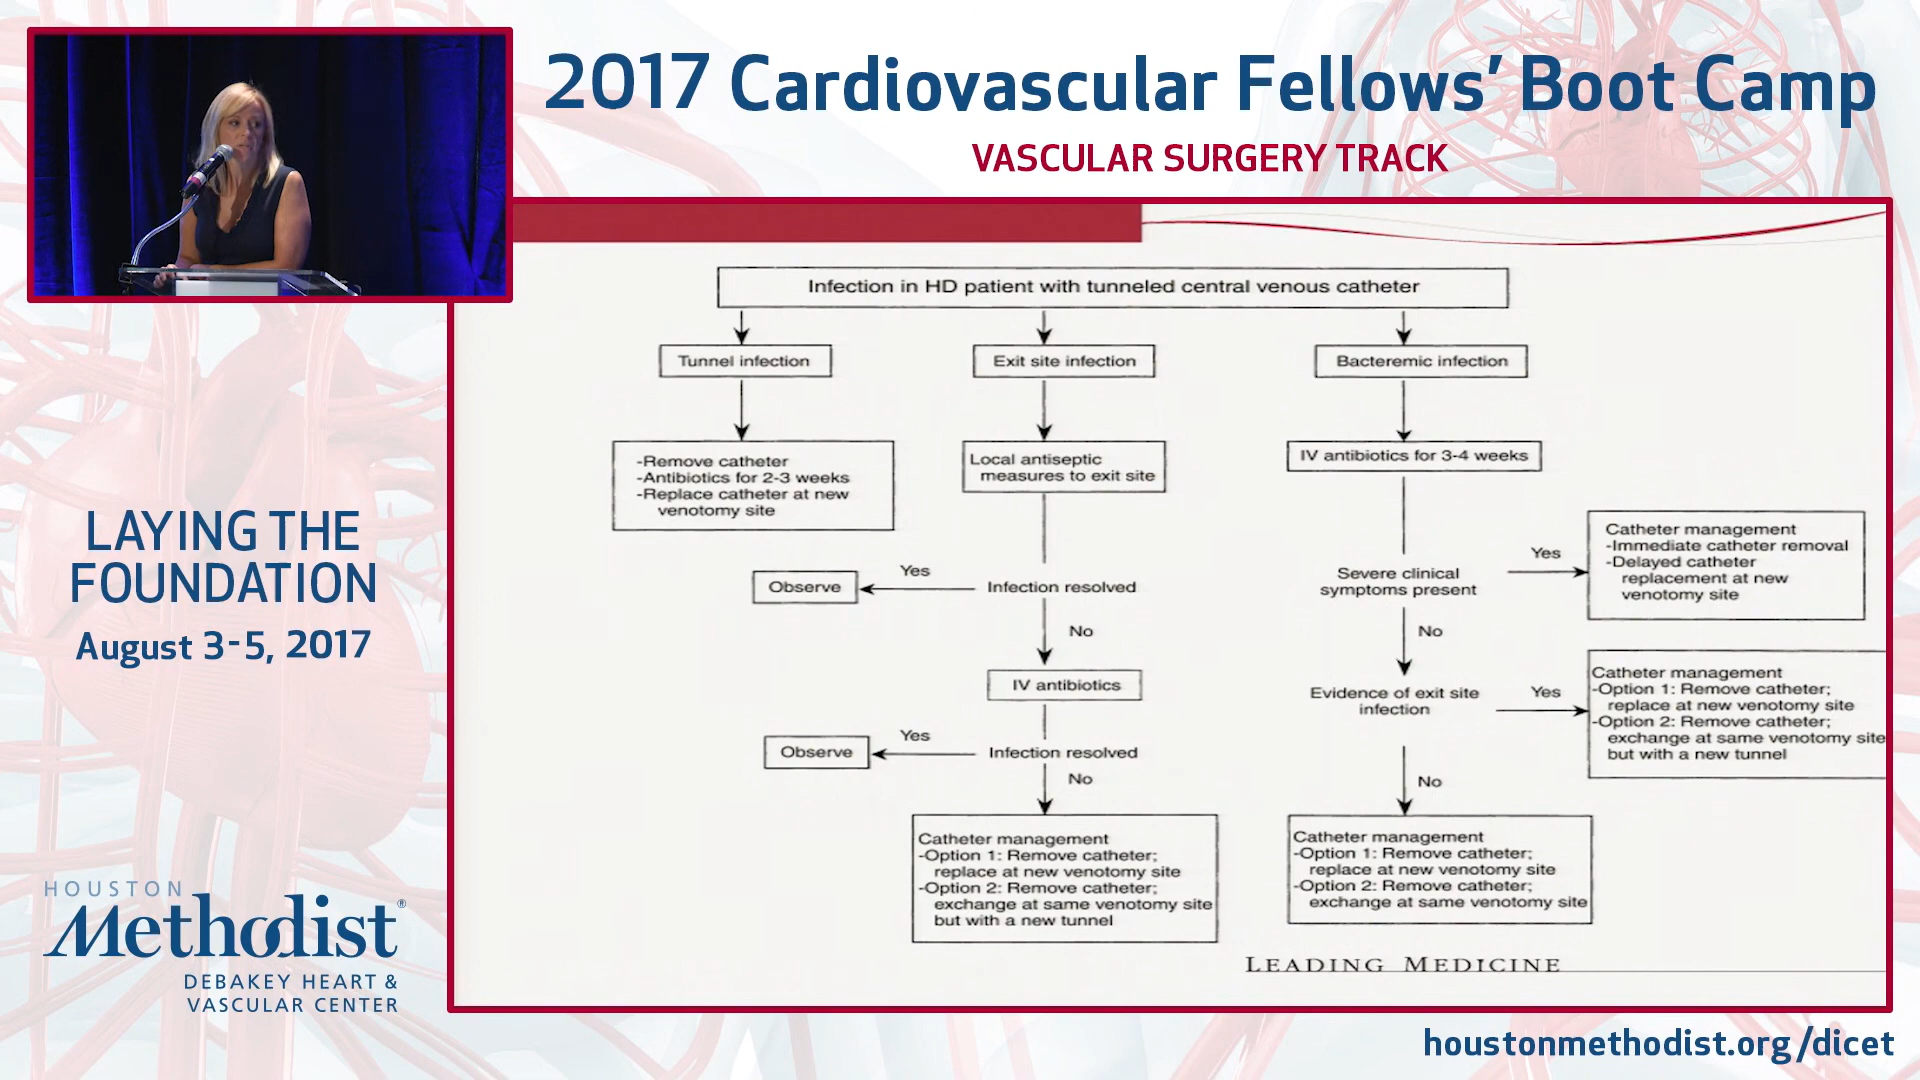 2017 Cardiovascular Fellows’ Boot Camp
VASCULAR SURGERY TRACK
LAYING THE
FOUNDATION
August 3-5, 2017
HOUSTON
Methodist®
DEBAKEY HEART &
VASCULAR CENTER
Infection in HD patient with tunneled central venous catheter
Tunnel infection
-Remove catheter
-Antibiotics for 2-3 weeks
-Replace catheter at new
venotomy site
Exit site infection
Local antiseptic
measures to exit site
Infection resolved
Yes
Observe
No
IV antibiotics
Infection resolved
Yes
Observe
No
Catheter management
-Option 1: Remove catheter;
replace at new venotomy site
-Option 2: Remove catheter;
exchange at same venotomy site
but with a new tunnel
Bacteremic infection
IV antibiotics for 3-4 weeks
Severe clinical
symptoms present
Yes
Catheter management
-Immediate catheter removal
-Delayed catheter
replacement at new
venotomy site
No
Evidence of exit site
infection
Yes
Catheter management
-Option 1: Remove catheter;
replace at new venotomy site
-Option 2: Remove catheter;
exchange at same venotomy site
but with a new tunnel
No
Catheter management
-Option 1: Remove catheter;
replace at new venotomy site
-Option 2: Remove catheter;
exchange at same venotomy site
LEADING MEDICINE
houstonmethodist.org/dicet